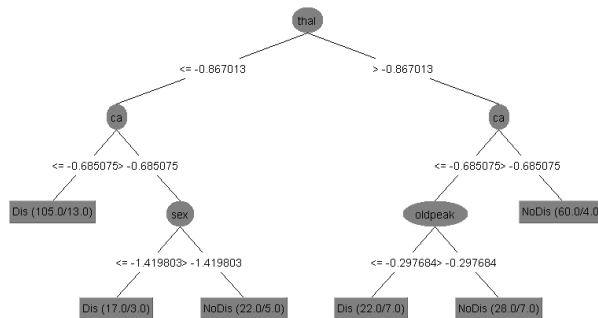 thal
<= -0.867013
> -0.867013
ca
ca
<= -0.685075> -0.685075
<= -0.685075> -0.685075
Dis (105.0/13.0)
sex
oldpeak
NoDis (60.0/4.0
<= -1.419803> -1.419803
<= -0.297684> -0.297684
Dis (17.0/3.0)
NoDis (22.0/5.0)
Dis (22.0/7.0)
NoDis (28.0/7.0)